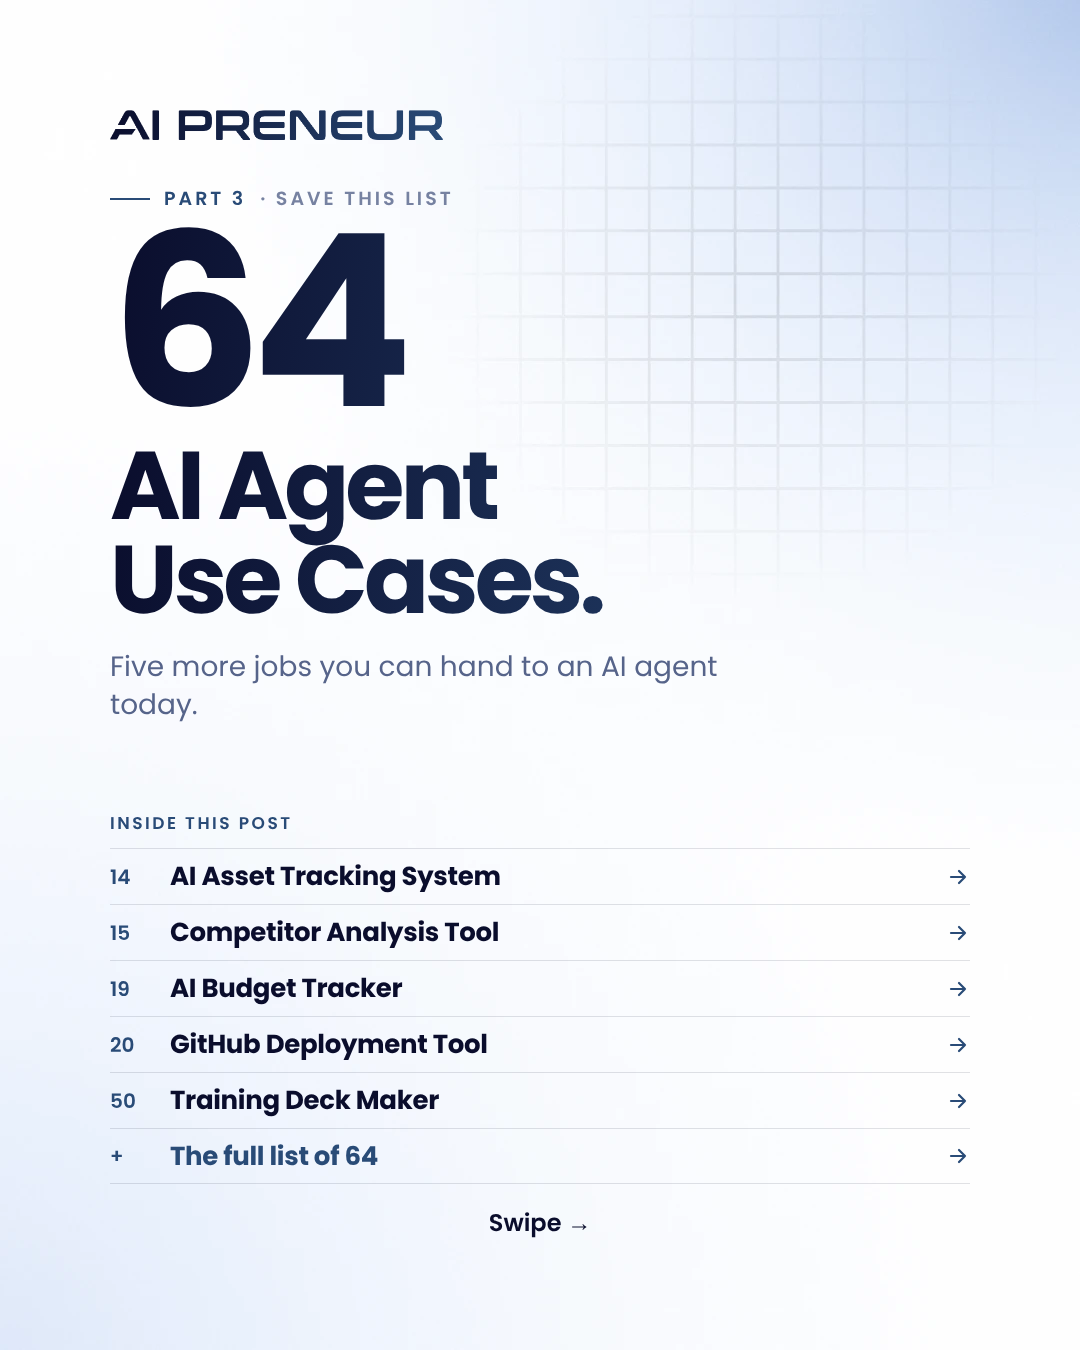 AI PRENEUR
PART 3 · SAVE THIS LIST
64
AI Agent
Use Cases.
Five more jobs you can hand to an AI agent
today.
INSIDE THIS POST
14 AI Asset Tracking System →
15 Competitor Analysis Tool →
19 AI Budget Tracker →
20 GitHub Deployment Tool →
50 Training Deck Maker →
+ The full list of 64 →
Swipe →